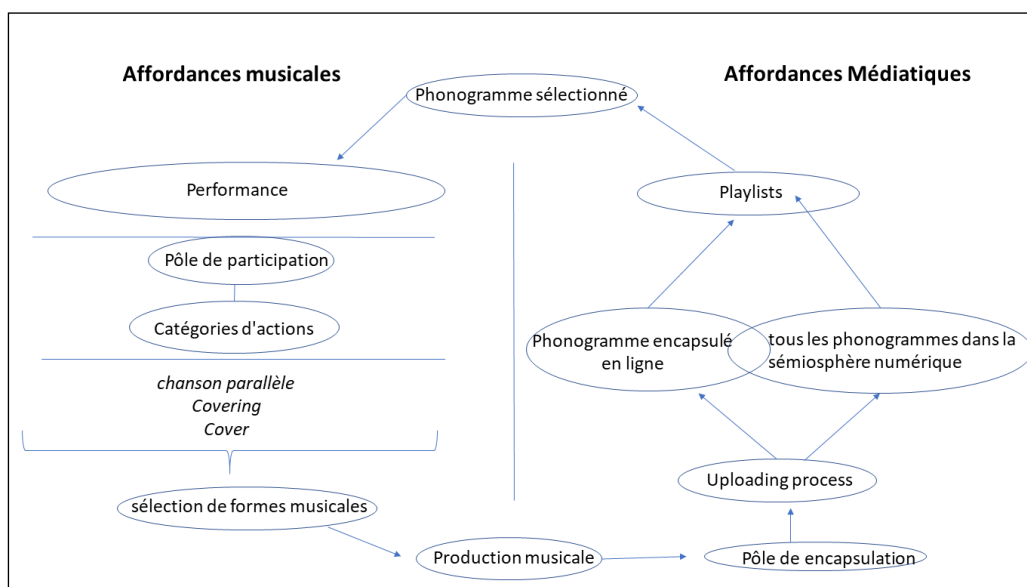 Affordances musicales
Affordances Médiatiques
Phonogramme sélectionné
Performance
Playlists
Pôle de participation
Catégories d'actions
Phonogramme encapsulé
en ligne
tous les phonogrammes dans la
sémiosphère numérique
chanson parallèle
Covering
Cover
Uploading process
sélection de formes musicales
Production musicale
Pôle de encapsulation